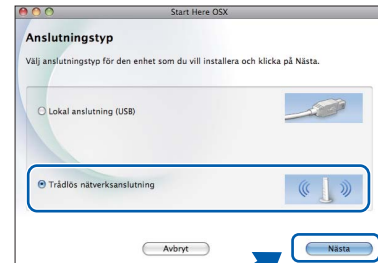 Start Here OSX
Anslutningstyp
Välj anslutningstyp för den enhet som du vill installera och klicka på Nästa.
Lokal anslutning (USB)
Trådlös nätverksanslutning
Avbryt
Nästa